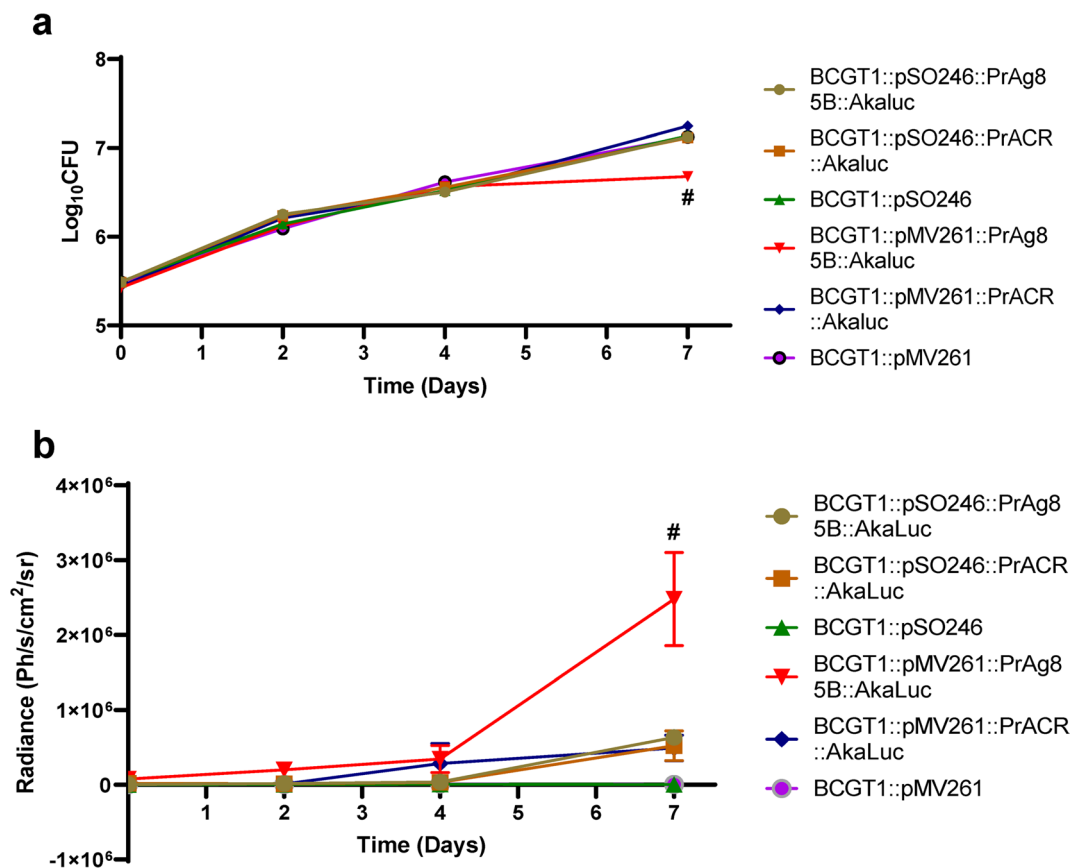 a
Log₁₀CFU
8
7
6
5
0 1 2 3 4 5 6 7
Time (Days)
#
BCGT1::pSO246::PrAg8
5B::Akaluc
BCGT1::pSO246::PrACR
::Akaluc
BCGT1::pSO246
BCGT1::pMV261::PrAg8
5B::Akaluc
BCGT1::pMV261::PrACR
::Akaluc
BCGT1::pMV261
b
Radiance (Ph/s/cm²/sr)
4×10⁶
3×10⁶
2×10⁶
1×10⁶
0
-1×10⁶
1 2 3 4 5 6 7
Time (Days)
#
BCGT1::pSO246::PrAg8
5B::AkaLuc
BCGT1::pSO246::PrACR
::AkaLuc
BCGT1::pSO246
BCGT1::pMV261::PrAg8
5B::AkaLuc
BCGT1::pMV261::PrACR
::AkaLuc
BCGT1::pMV261